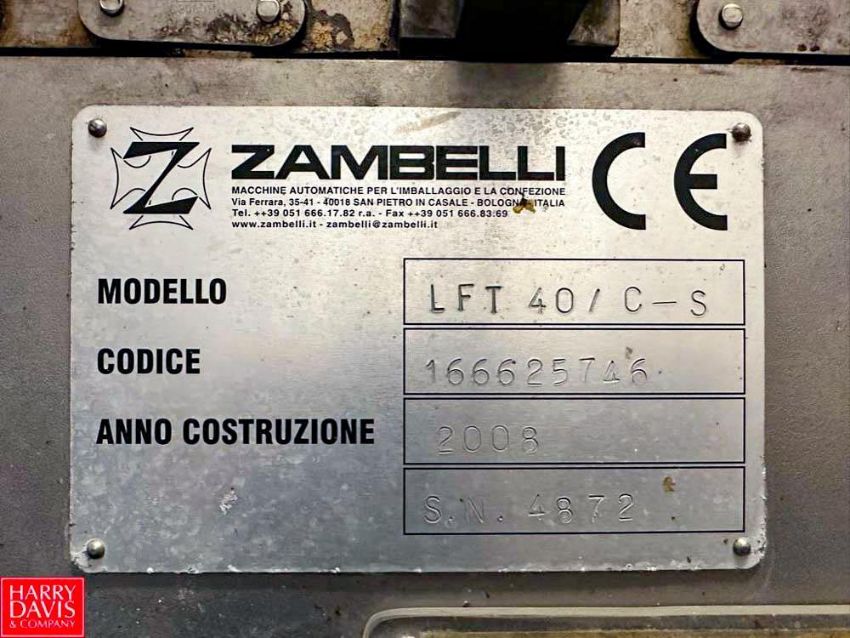 Z ZAMBELLI CE
MACCHINE AUTOMATICHE PER L'IMBALLAGGIO E LA CONFEZIONE
Via Ferrara, 35-41 - 40018 SAN PIETRO IN CASALE - BOLOGNA-ITALIA
Tel. ++39 051 666.17.82 r.a. - Fax ++39 051 666.83.69
www.zambelli.it - zambelli@zambelli.it
MODELLO LFT 40/C-S
CODICE 166625746
ANNO COSTRUZIONE 2008
S.N. 4872
HARRY
DAVIS
& COMPANY